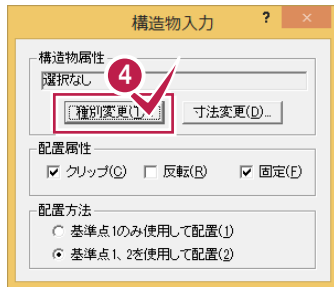 構造物入力 ? ×
構造物属性
選択なし
4
種別変更(T)... 寸法変更(D)...
配置属性
クリップ(C) 反転(R) 固定(F)
配置方法
基準点1のみ使用して配置(1)
基準点1、2を使用して配置(2)